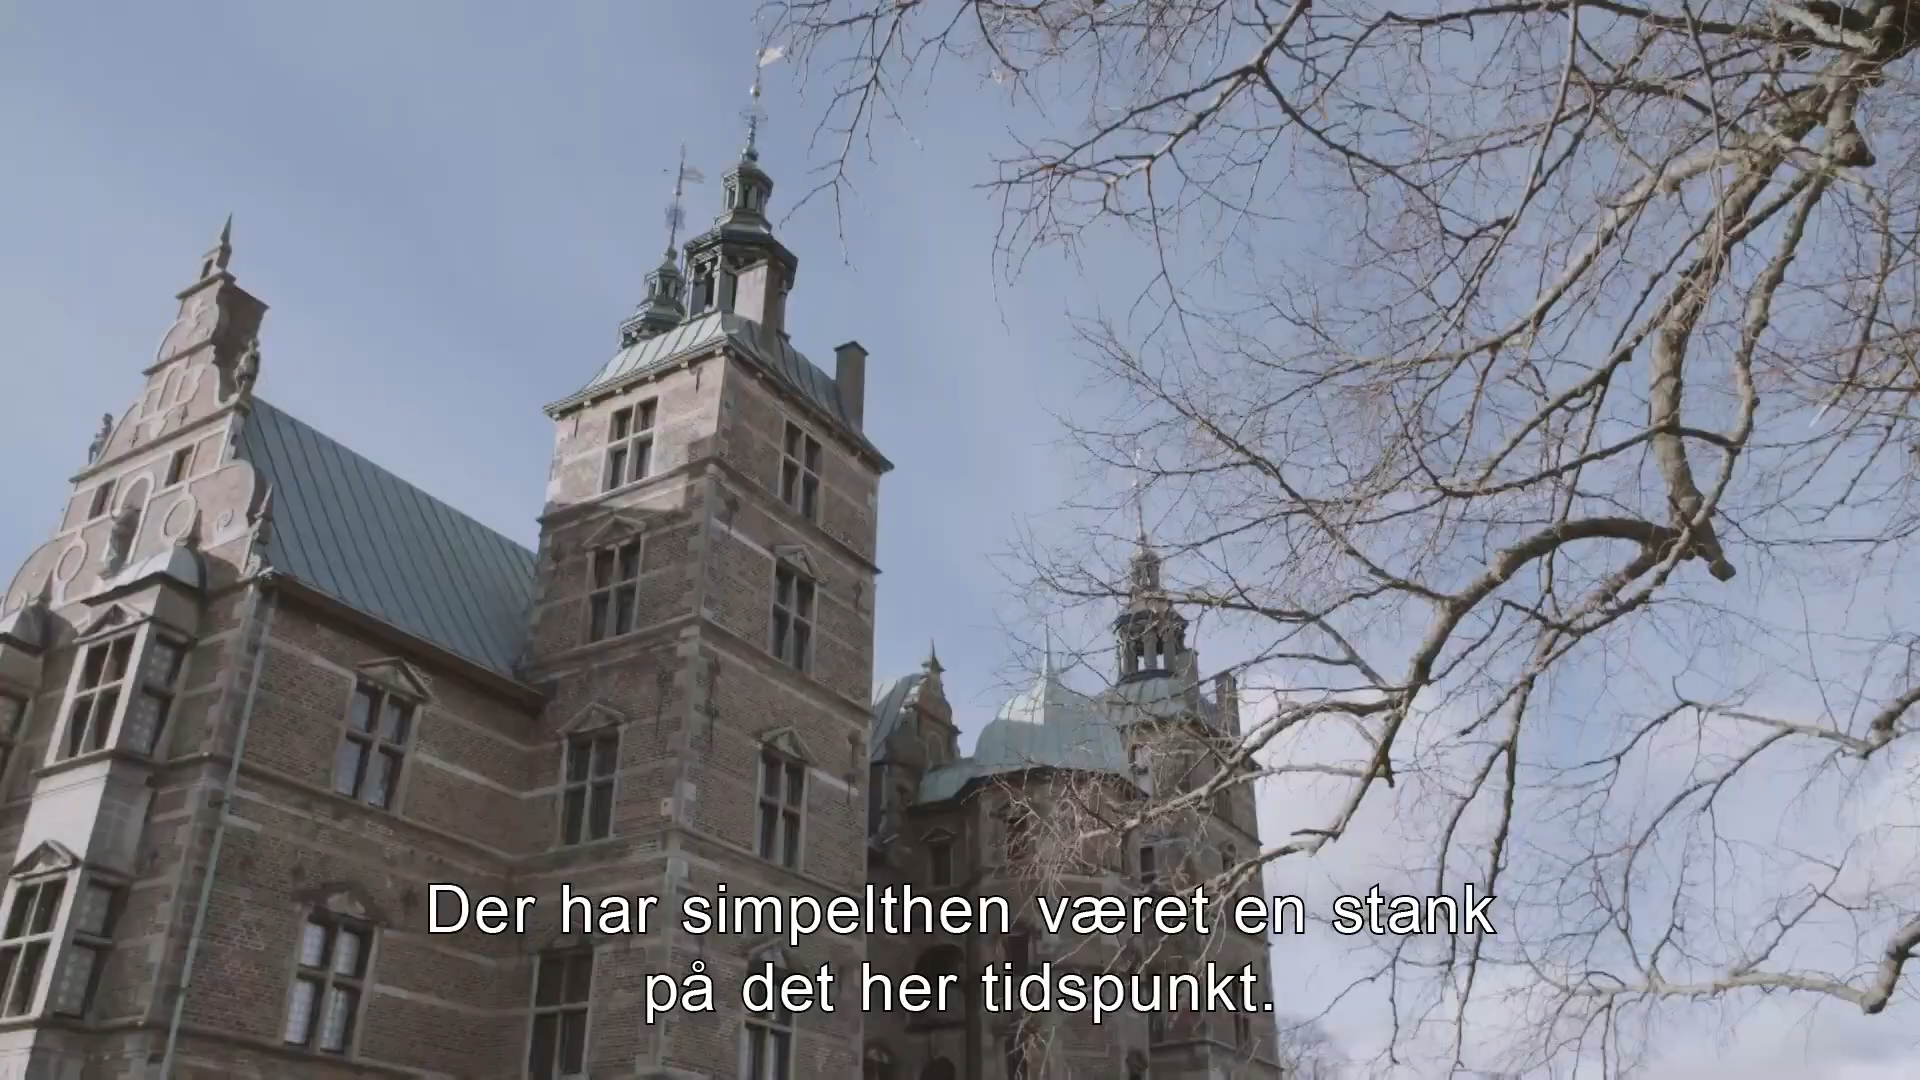 Der har simpelthen været en stank
på det her tidspunkt.